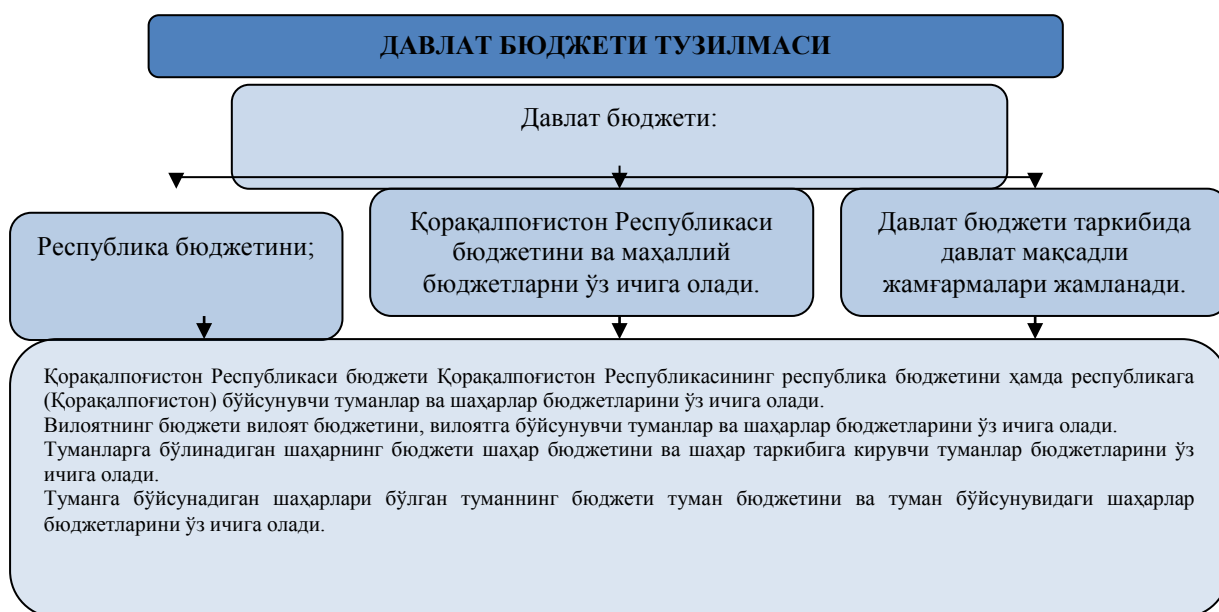 ДАВЛАТ БЮДЖЕТИ ТУЗИЛМАСИ
Давлат бюджети:
Республика бюджетини;
Қорақалпоғистон Республикаси
бюджетини ва маҳаллий
бюджетларни ўз ичига олади.
Давлат бюджети таркибида
давлат мақсадли
жамғармалари жамланади.
Қорақалпоғистон Республикаси бюджети Қорақалпоғистон Республикасининг республика бюджетини ҳамда республикага
(Қорақалпоғистон) бўйсунувчи туманлар ва шаҳарлар бюджетларини ўз ичига олади.
Вилоятнинг бюджети вилоят бюджетини, вилоятга бўйсунувчи туманлар ва шаҳарлар бюджетларини ўз ичига олади.
Туманларга бўлинадиган шаҳарнинг бюджети шаҳар бюджетини ва шаҳар таркибига кирувчи туманлар бюджетларини ўз
ичига олади.
Туманга бўйсунадиган шаҳарлари бўлган туманнинг бюджети туман бюджетини ва туман бўйсунувидаги шаҳарлар
бюджетларини ўз ичига олади.